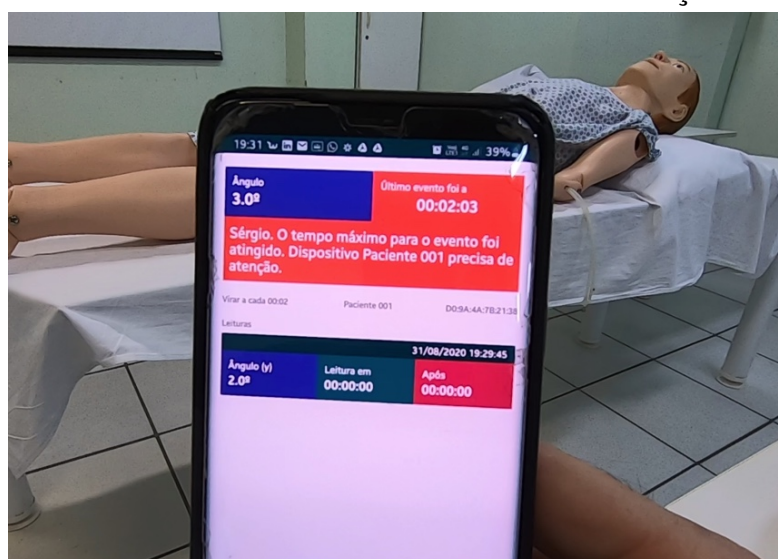 19:31
39%
Ângulo
3.0º
Último evento foi a
00:02:03
Sérgio. O tempo máximo para o evento foi
atingido. Dispositivo Paciente 001 precisa de
atenção.
Virar a cada 00:02 Paciente 001 D0:9A:4A:7B:21:38
Leituras
31/08/2020 19:29:45
Ângulo (y)
2.0º
Leitura em
00:00:00
Após
00:00:00